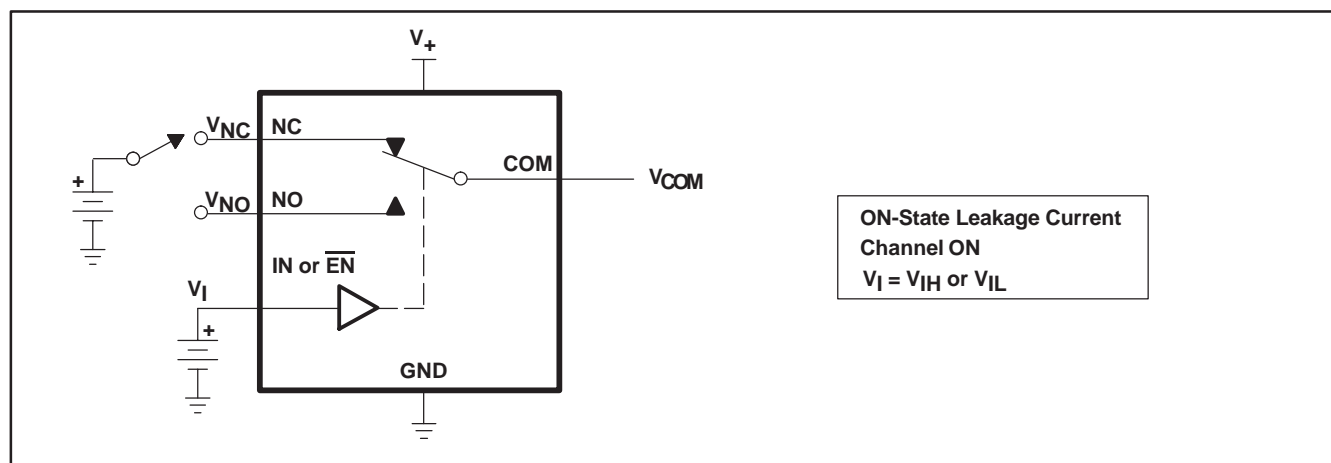 V+
VNC NC
COM
VCOM
+
VNO NO
IN or E̅N̅
VI
+
GND
ON-State Leakage Current
Channel ON
VI = VIH or VIL